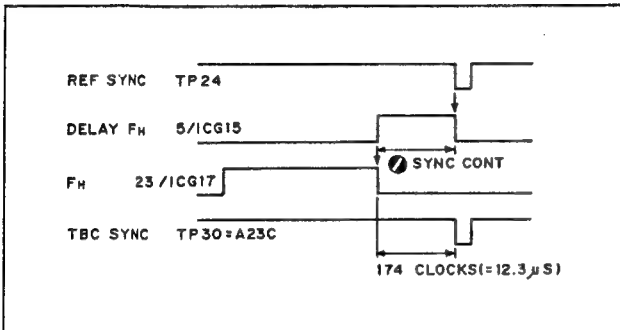 REF SYNC TP24
DELAY FH 5/ICG15
SYNC CONT
FH 23/ICG17
TBC SYNC TP30=A23C
174 CLOCKS(=12.3µS)